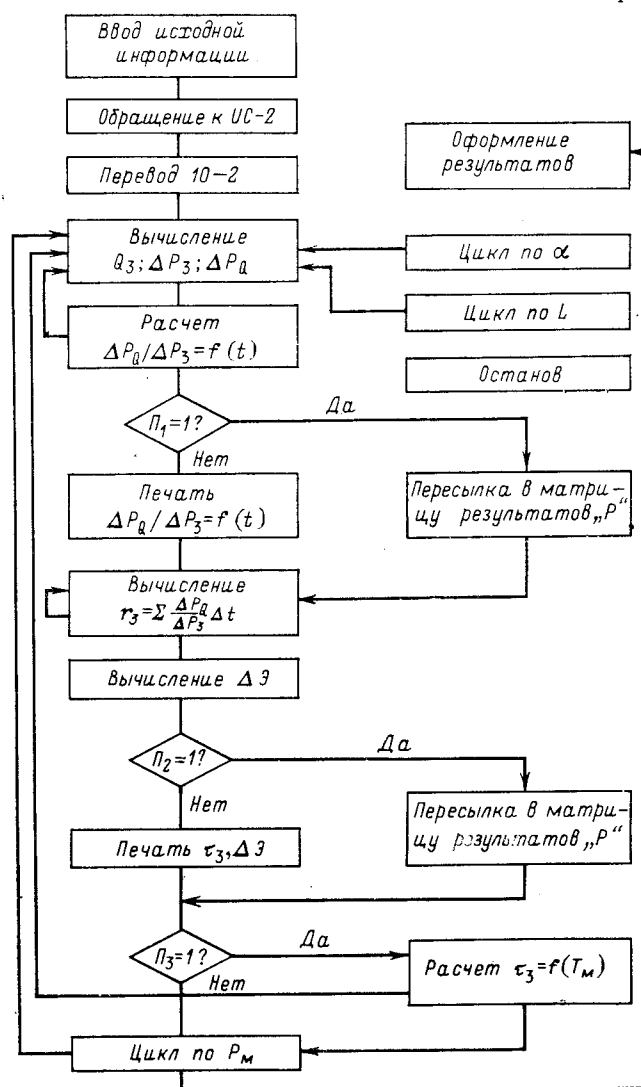 Ввод исходной
информации
Обращение к UC-2
Перевод 10—2
Вычисление
Q₃; ΔP₃; ΔP_Q
Расчет
ΔP_Q/ΔP₃=f(t)
П₁=1?
Да
Нет
Печать
ΔP_Q/ΔP₃=f(t)
Пересылка в матри-
цу результатов „P“
Вычисление
r₃=Σ ΔP_Q/ΔP₃ Δt
Вычисление ΔЭ
П₂=1?
Да
Нет
Пересылка в матри-
цу результатов „P“
Печать τ₃, ΔЭ
П₃=1?
Да
Нет
Расчет τ₃=f(T_м)
Цикл по P_м
Оформление
результатов
Цикл по α
Цикл по L
Останов